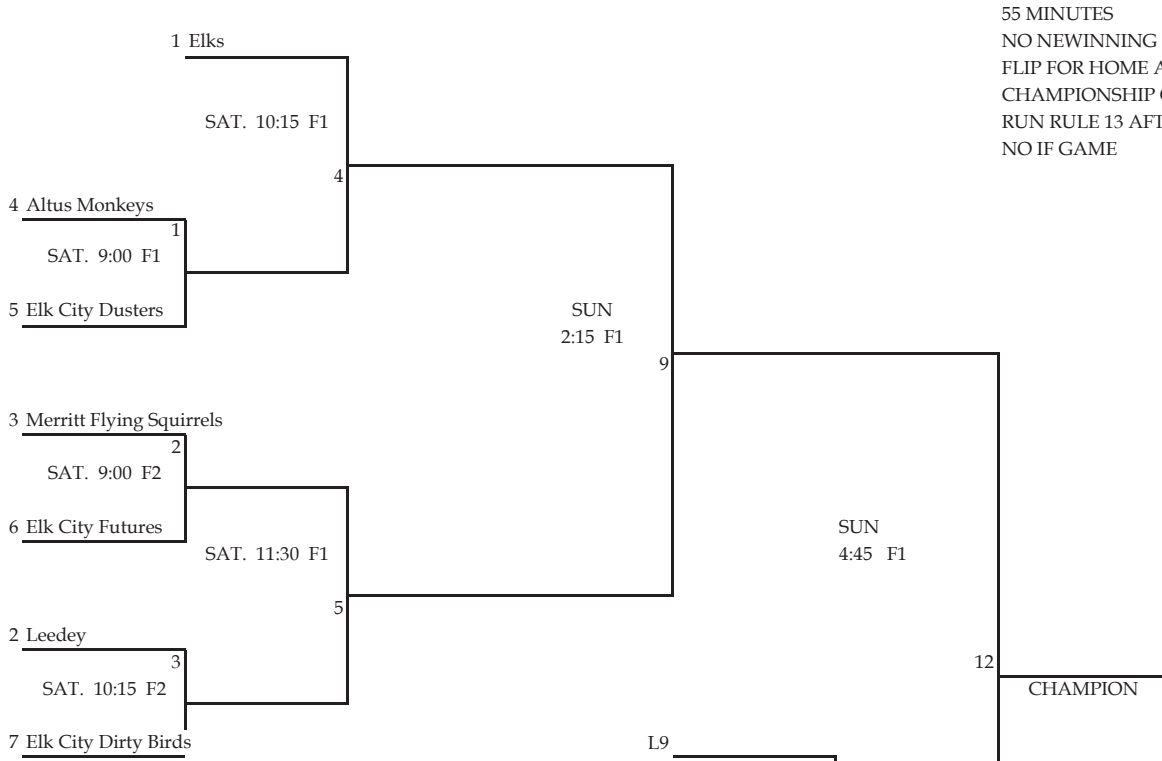 55 MINUTES
1 Elks
NO NEWINNING
FLIP FOR HOME
CHAMPIONSHIP
SAT. 10:15 F1
RUN RULE 13
NO IF GAME
4
4 Altus Monkeys
1
SAT. 9:00 F1
5 Elk City Dusters
SUN
2:15 F1
9
3 Merritt Flying Squirrels
2
SAT. 9:00 F2
6 Elk City Futures
SUN
SAT. 11:30 F1
4:45 F1
5
2 Leedey
3
12
SAT. 10:15 F2
CHAMPION
7 Elk City Dirty Birds
L9